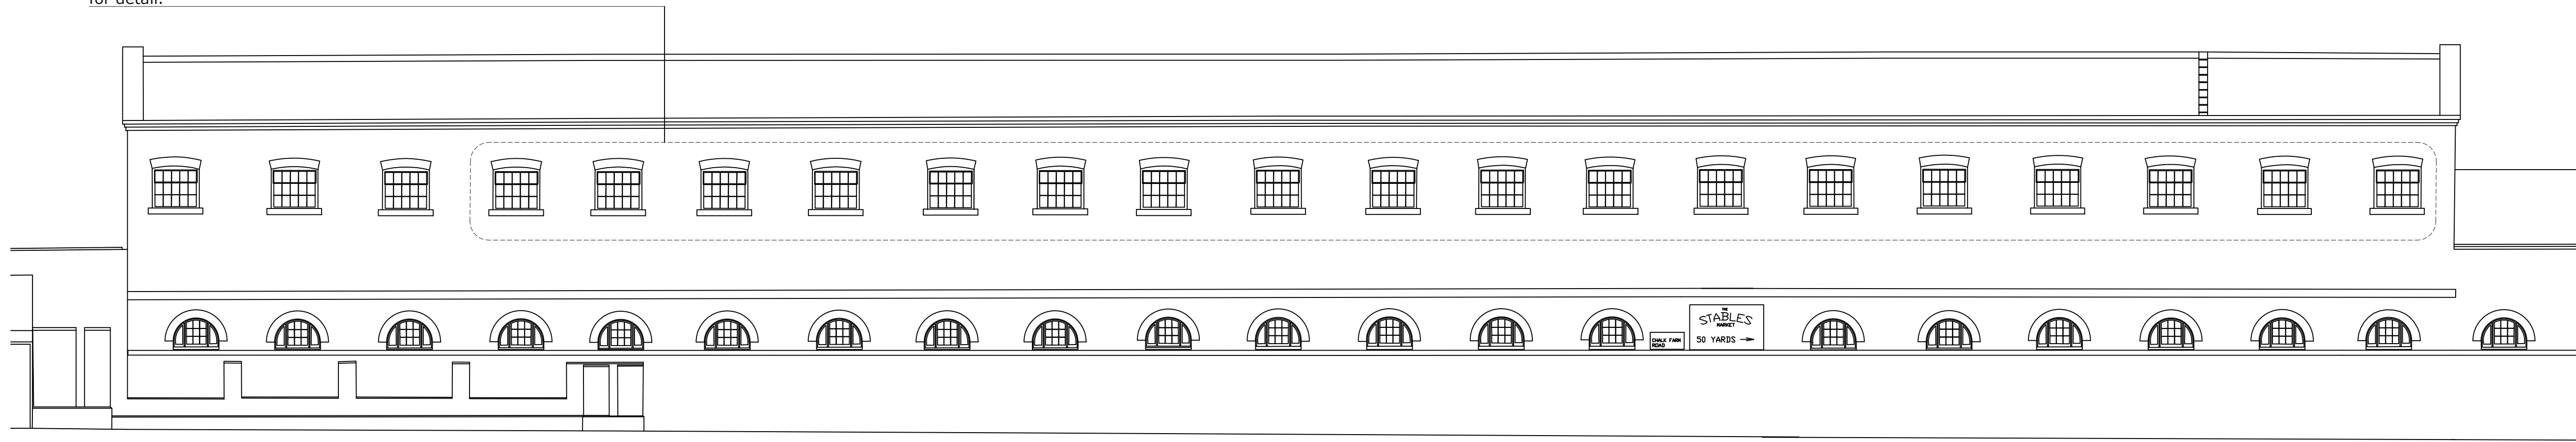 for detail.
THE
STABLES
MARKET
50 YARDS
CHALK FARM
ROAD